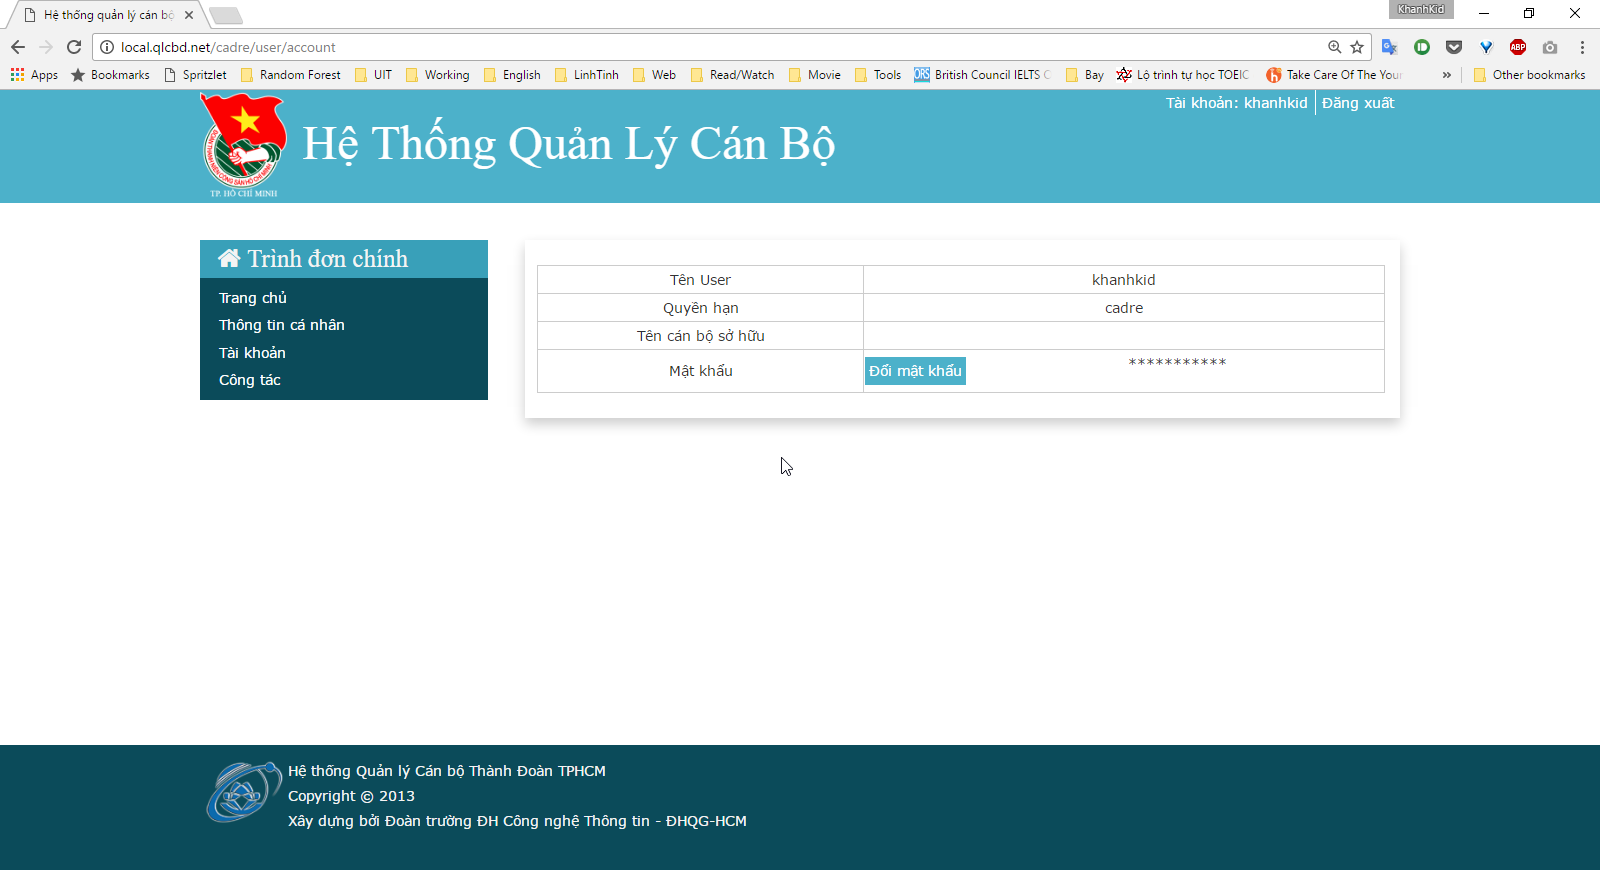 Hệ thống quản lý cán bộ
KhanhKid
local.qlcbd.net/cadre/user/account
Apps Bookmarks Spritzlet Random Forest UIT Working English LinhTinh Web Read/Watch Movie Tools British Council IELTS Bay Lộ trình tự học TOEIC Take Care Of The Your » Other bookmarks
Tài khoản: khanhkid Đăng xuất
Hệ Thống Quản Lý Cán Bộ
TP. HỒ CHÍ MINH
Trình đơn chính
Trang chủ
Thông tin cá nhân
Tài khoản
Công tác
Tên User khanhkid
Quyền hạn cadre
Tên cán bộ sở hữu
Mật khẩu Đổi mật khẩu ***********
Hệ thống Quản lý Cán bộ Thành Đoàn TPHCM
Copyright © 2013
Xây dựng bởi Đoàn trường ĐH Công nghệ Thông tin - ĐHQG-HCM